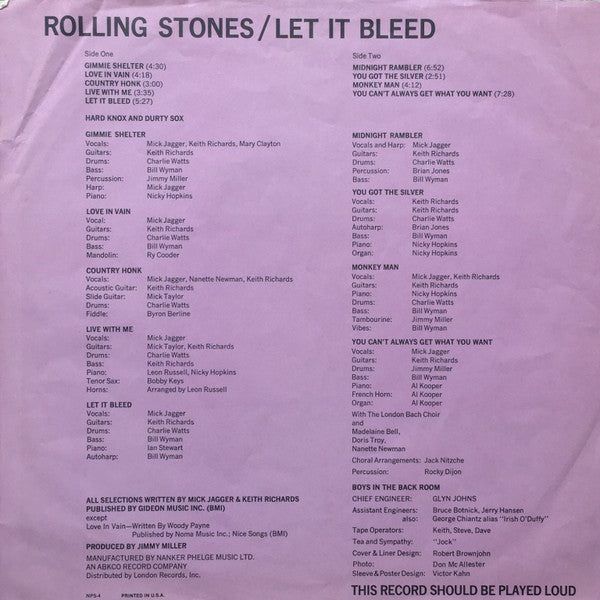 ROLLING STONES/LET IT BLEED
Side One
GIMMIE SHELTER (4:30)
LOVE IN VAIN (4:18)
COUNTRY HONK (3:00)
LIVE WITH ME (3:35)
LET IT BLEED (5:27)
HARD KNOX AND DURTY SOX
GIMMIE SHELTER
Vocals: Mick Jagger, Keith Richards, Mary Clayton
Guitars: Keith Richards
Drums: Charlie Watts
Bass: Bill Wyman
Percussion: Jimmy Miller
Harp: Mick Jagger
Piano: Nicky Hopkins
LOVE IN VAIN
Vocal: Mick Jagger
Guitars: Keith Richards
Drums: Charlie Watts
Bass: Bill Wyman
Mandolin: Ry Cooder
COUNTRY HONK
Vocals: Mick Jagger, Nanette Newman, Keith Richards
Acoustic Guitar: Keith Richards
Slide Guitar: Mick Taylor
Drums: Charlie Watts
Fiddle: Byron Berline
LIVE WITH ME
Vocals: Mick Jagger
Guitars: Mick Taylor, Keith Richards
Drums: Charlie Watts
Bass: Keith Richards
Piano: Leon Russell, Nicky Hopkins
Tenor Sax: Bobby Keys
Horns: Arranged by Leon Russell
LET IT BLEED
Vocals: Mick Jagger
Guitars: Keith Richards
Drums: Charlie Watts
Bass: Bill Wyman
Piano: Ian Stewart
Autoharp: Bill Wyman
ALL SELECTIONS WRITTEN BY MICK JAGGER & KEITH RICHARDS
PUBLISHED BY GIDEON MUSIC INC. (BMI)
except
Love In Vain—Written By Woody Payne
Published by Noma Music Inc.; Nice Songs (BMI)
PRODUCED BY JIMMY MILLER
MANUFACTURED BY NANKER PHELGE MUSIC LTD.
AN ABKCO RECORD COMPANY
Distributed by London Records, Inc.
NPS-4 PRINTED IN U.S.A.
Side Two
MIDNIGHT RAMBLER (6:52)
YOU GOT THE SILVER (2:51)
MONKEY MAN (4:12)
YOU CAN'T ALWAYS GET WHAT YOU WANT (7:28)
MIDNIGHT RAMBLER
Vocals and Harp: Mick Jagger
Guitars: Keith Richards
Drums: Charlie Watts
Percussion: Brian Jones
Bass: Bill Wyman
YOU GOT THE SILVER
Vocals: Keith Richards
Guitars: Keith Richards
Drums: Charlie Watts
Autoharp: Brian Jones
Bass: Bill Wyman
Piano: Nicky Hopkins
Organ: Nicky Hopkins
MONKEY MAN
Vocals: Mick Jagger, Keith Richards
Guitars: Keith Richards
Piano: Nicky Hopkins
Drums: Charlie Watts
Bass: Bill Wyman
Tambourine: Jimmy Miller
Vibes: Bill Wyman
YOU CAN'T ALWAYS GET WHAT YOU WANT
Vocals: Mick Jagger
Guitars: Keith Richards
Drums: Jimmy Miller
Bass: Bill Wyman
Piano: Al Kooper
French Horn: Al Kooper
Organ: Al Kooper
With The London Bach Choir
and
Madelaine Bell,
Doris Troy,
Nanette Newman
Choral Arrangements: Jack Nitzche
Percussion: Rocky Dijon
BOYS IN THE BACK ROOM
CHIEF ENGINEER: GLYN JOHNS
Assistant Engineers: Bruce Botnick, Jerry Hansen
also: George Chiantz alias "Irish O'Duffy"
Tape Operators: Keith, Steve, Dave
Tea and Sympathy: "Jock"
Cover & Liner Design: Robert Brownjohn
Photo: Don McAllester
Sleeve & Poster Design: Victor Kahn
THIS RECORD SHOULD BE PLAYED LOUD